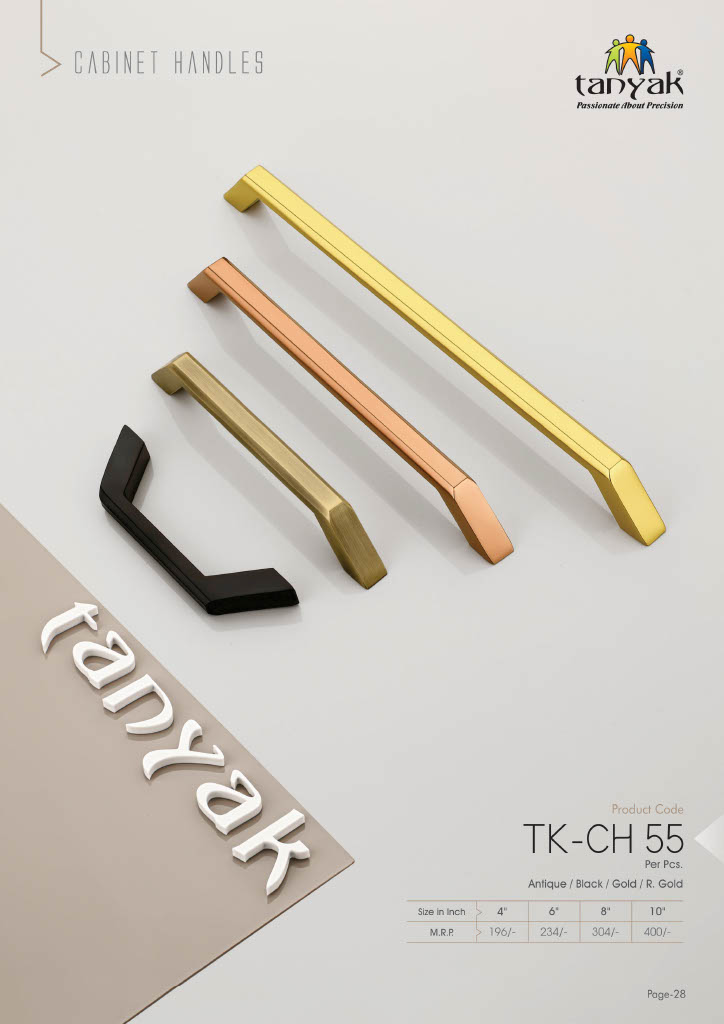 CABINET HANDLES
tanyak®
Passionate About Precision
tanyak
Product Code
TK-CH 55
Per Pcs.
Antique / Black / Gold / R. Gold
Size in Inch 4" 6" 8" 10"
M.R.P. 196/- 234/- 304/- 400/-
Page-28